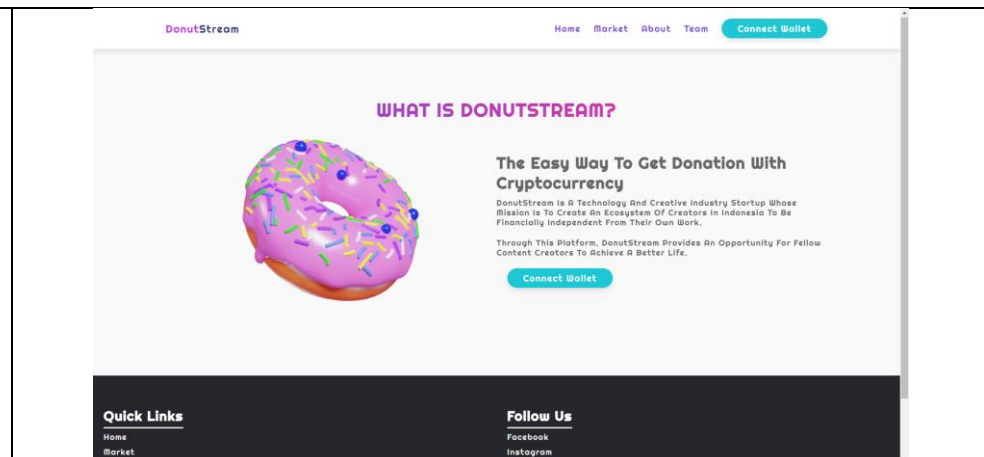 DonutStream
Home Market About Team Connect Wallet
WHAT IS DONUTSTREAM?
The Easy Way To Get Donation With
Cryptocurrency
DonutStream Is A Technology And Creative Industry Startup Whose
Mission Is To Create An Ecosystem Of Creators In Indonesia To Be
Financially Independent From Their Own Work.
Through This Platform, DonutStream Provides An Opportunity For Fellow
Content Creators To Achieve A Better Life.
Connect Wallet
Quick Links
Home
Market
Follow Us
Facebook
Instagram